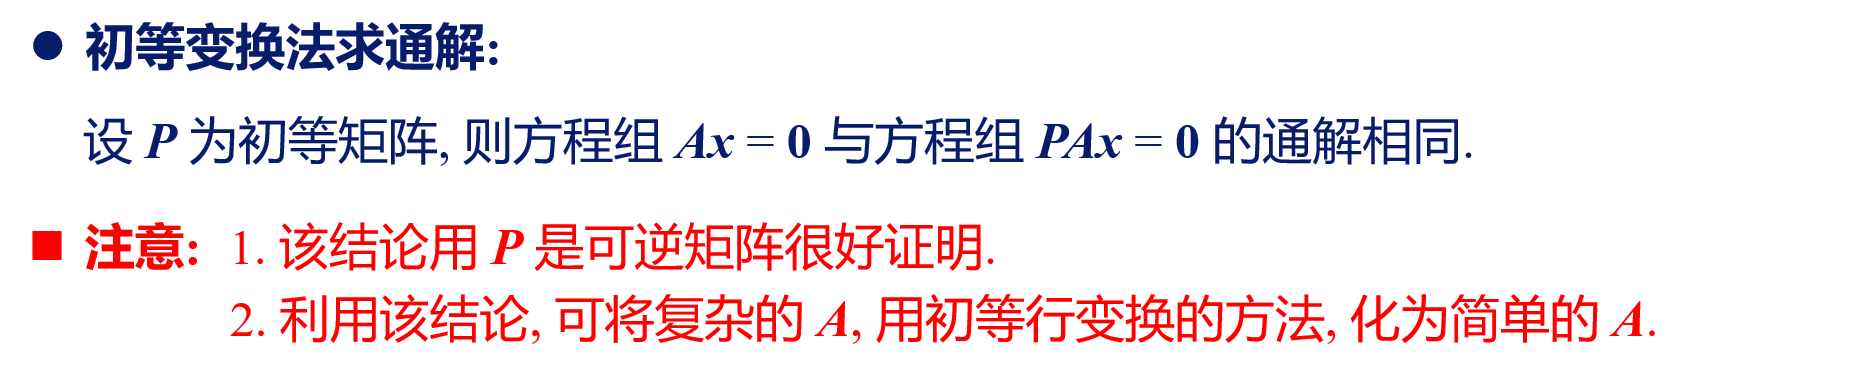 ● 初等变换法求通解:
设 P 为初等矩阵, 则方程组 Ax = 0 与方程组 PAx = 0 的通解相同.
■ 注意: 1. 该结论用 P 是可逆矩阵很好证明.
2. 利用该结论, 可将复杂的 A, 用初等行变换的方法, 化为简单的 A.